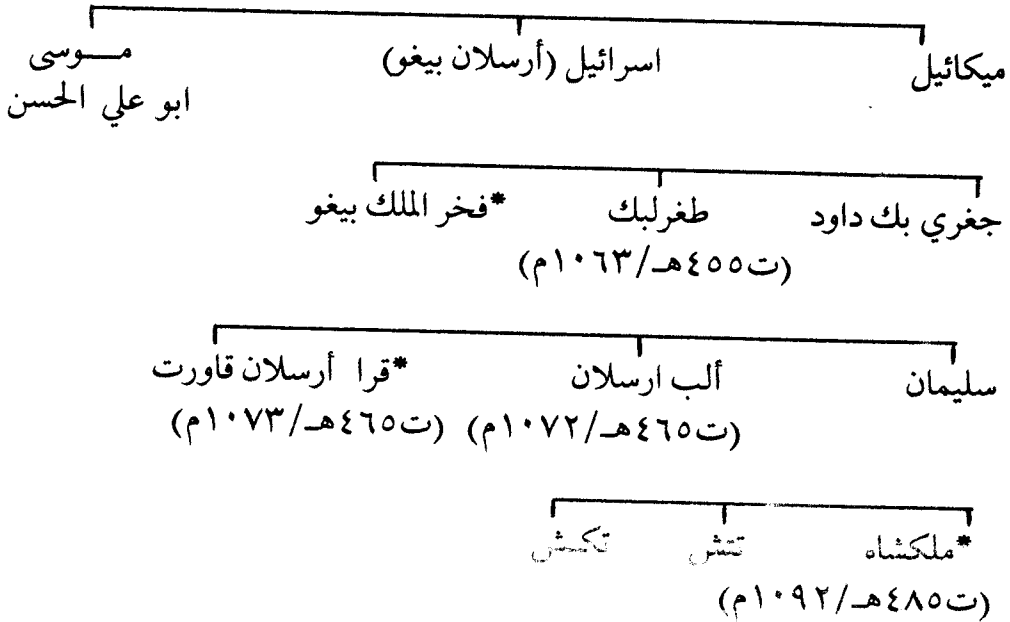 ميكائيل اسرائيل (أرسلان بيغو) موسى
ابو علي الحسن
جغري بك داود طغرلبك *فخر الملك بيغو
(ت٤٥٥هـ/١٠٦٣م)
سليمان ألب ارسلان *قرا أرسلان قاورت
(ت٤٦٥هـ/١٠٧٢م) (ت٤٦٥هـ/١٠٧٣م)
*ملكشاه تتش تكش
(ت٤٨٥هـ/١٠٩٢م)